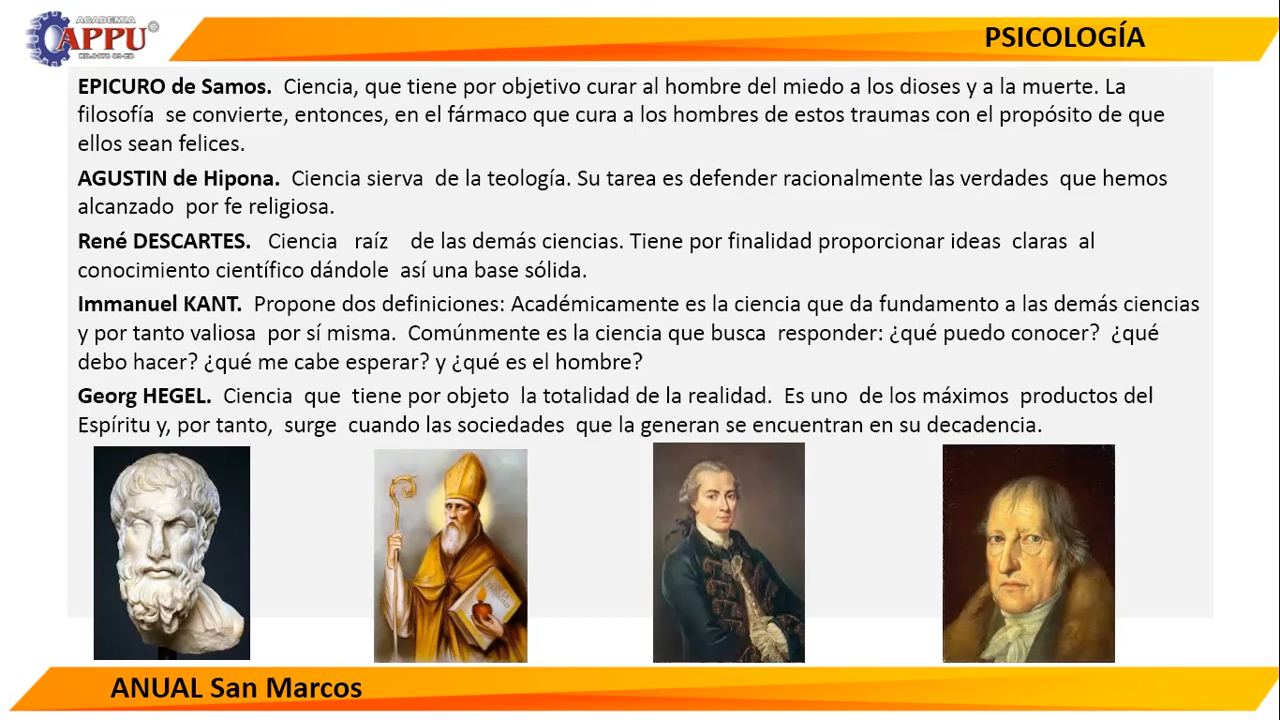 ACADEMIA
APPU
PSICOLOGÍA
EPICURO de Samos. Ciencia, que tiene por objetivo curar al hombre del miedo a los dioses y a la muerte. La
filosofía se convierte, entonces, en el fármaco que cura a los hombres de estos traumas con el propósito de que
ellos sean felices.
AGUSTIN de Hipona. Ciencia sierva de la teología. Su tarea es defender racionalmente las verdades que hemos
alcanzado por fe religiosa.
René DESCARTES. Ciencia raíz de las demás ciencias. Tiene por finalidad proporcionar ideas claras al
conocimiento científico dándole así una base sólida.
Immanuel KANT. Propone dos definiciones: Académicamente es la ciencia que da fundamento a las demás ciencias
y por tanto valiosa por sí misma. Comúnmente es la ciencia que busca responder: ¿qué puedo conocer? ¿qué
debo hacer? ¿qué me cabe esperar? y ¿qué es el hombre?
Georg HEGEL. Ciencia que tiene por objeto la totalidad de la realidad. Es uno de los máximos productos del
Espíritu y, por tanto, surge cuando las sociedades que la generan se encuentran en su decadencia.
ANUAL San Marcos